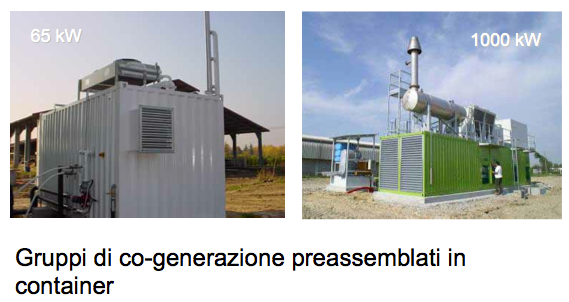 65 kW
1000 kW
Gruppi di co-generazione preassemblati in
container